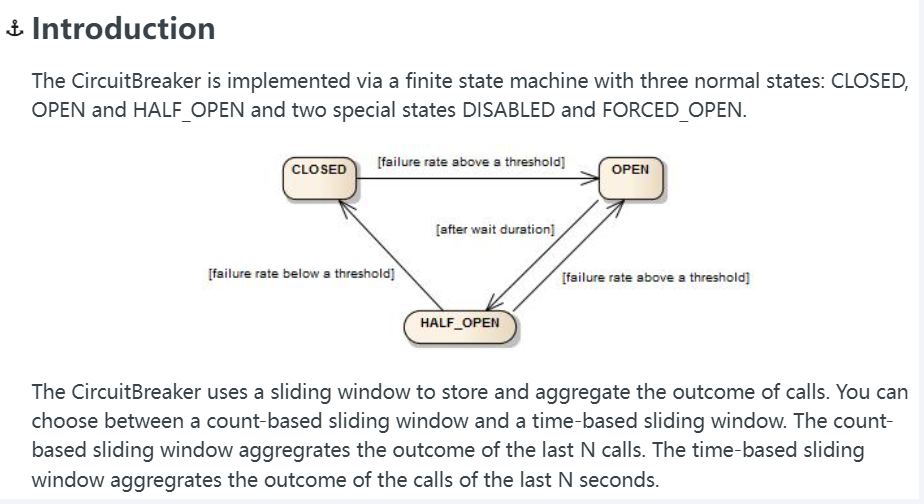 Introduction
The CircuitBreaker is implemented via a finite state machine with three normal states: CLOSED,
OPEN and HALF_OPEN and two special states DISABLED and FORCED_OPEN.
CLOSED
[failure rate above a threshold]
OPEN
[after wait duration]
[failure rate below a threshold]
[failure rate above a threshold]
HALF_OPEN
The CircuitBreaker uses a sliding window to store and aggregate the outcome of calls. You can
choose between a count-based sliding window and a time-based sliding window. The count-
based sliding window aggregrates the outcome of the last N calls. The time-based sliding
window aggregrates the outcome of the calls of the last N seconds.